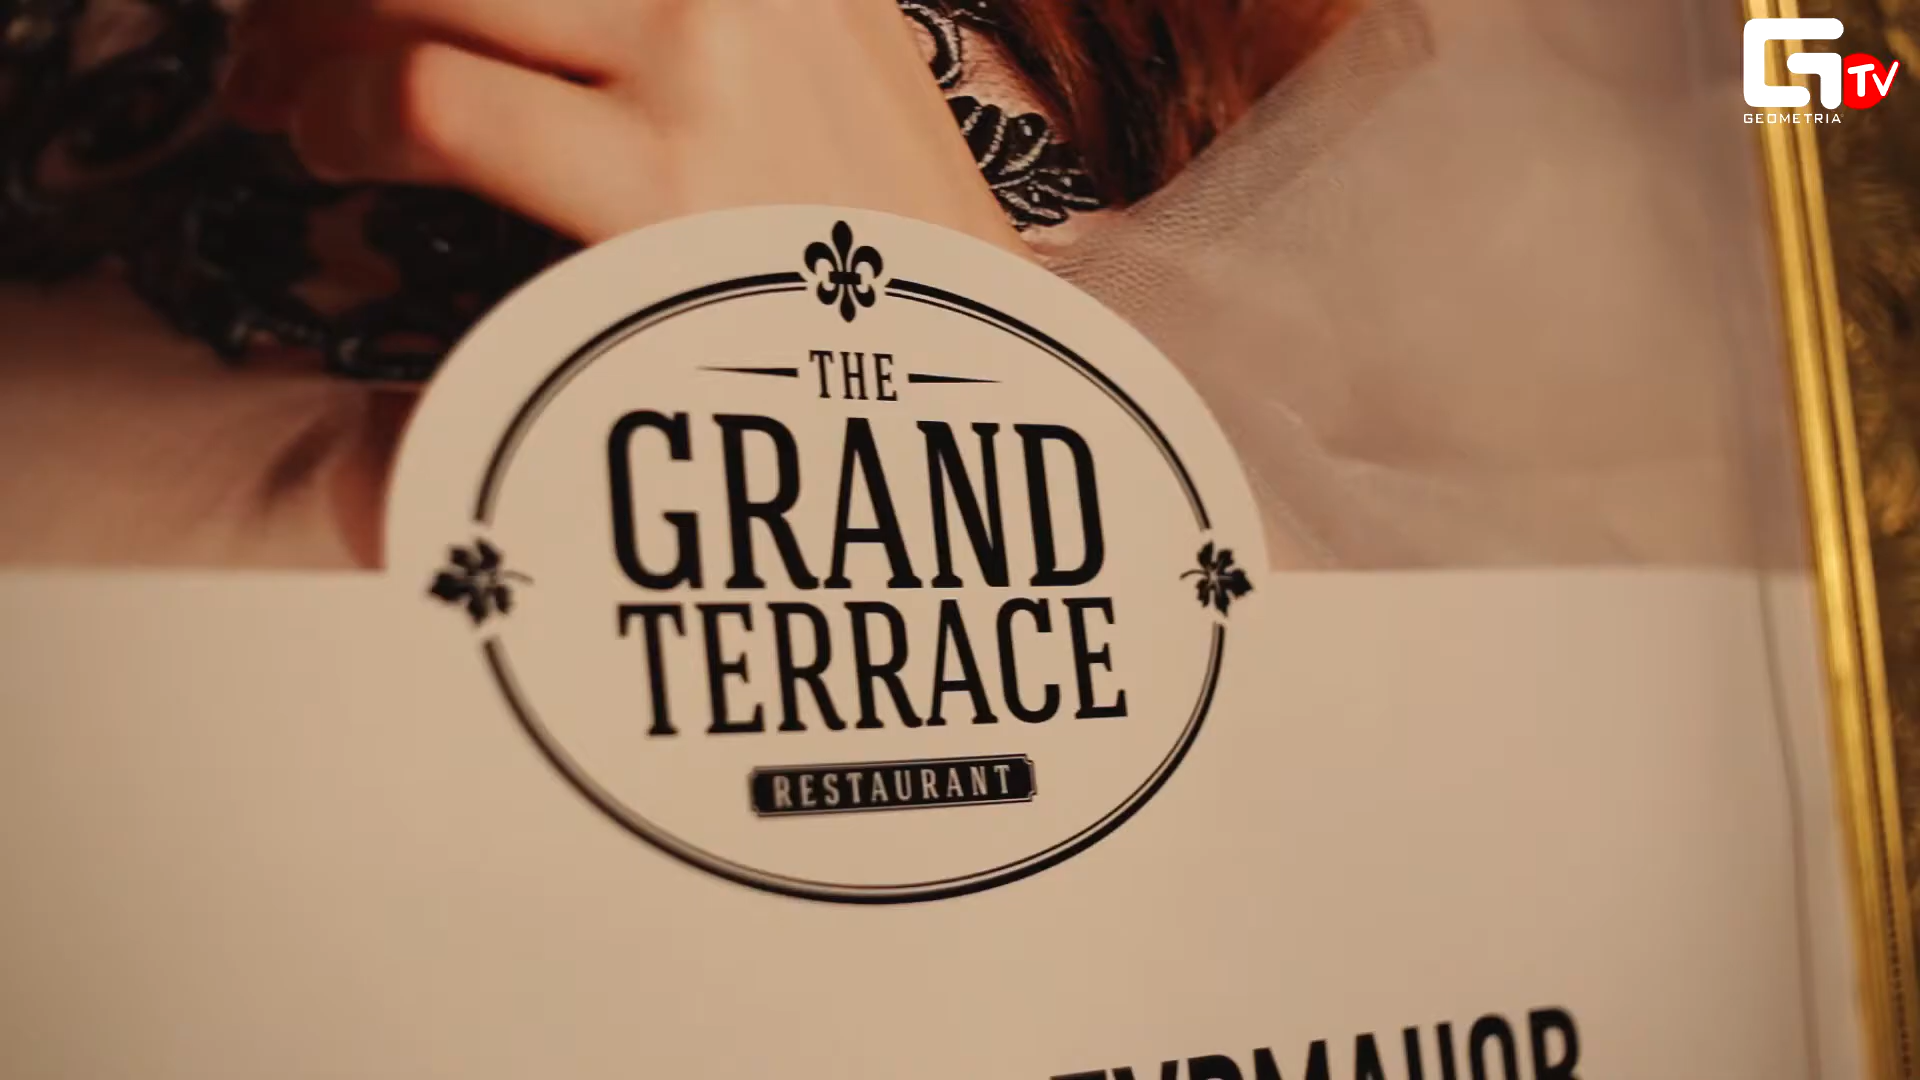 G TV
GEOMETRIA
THE
GRAND
TERRACE
RESTAURANT